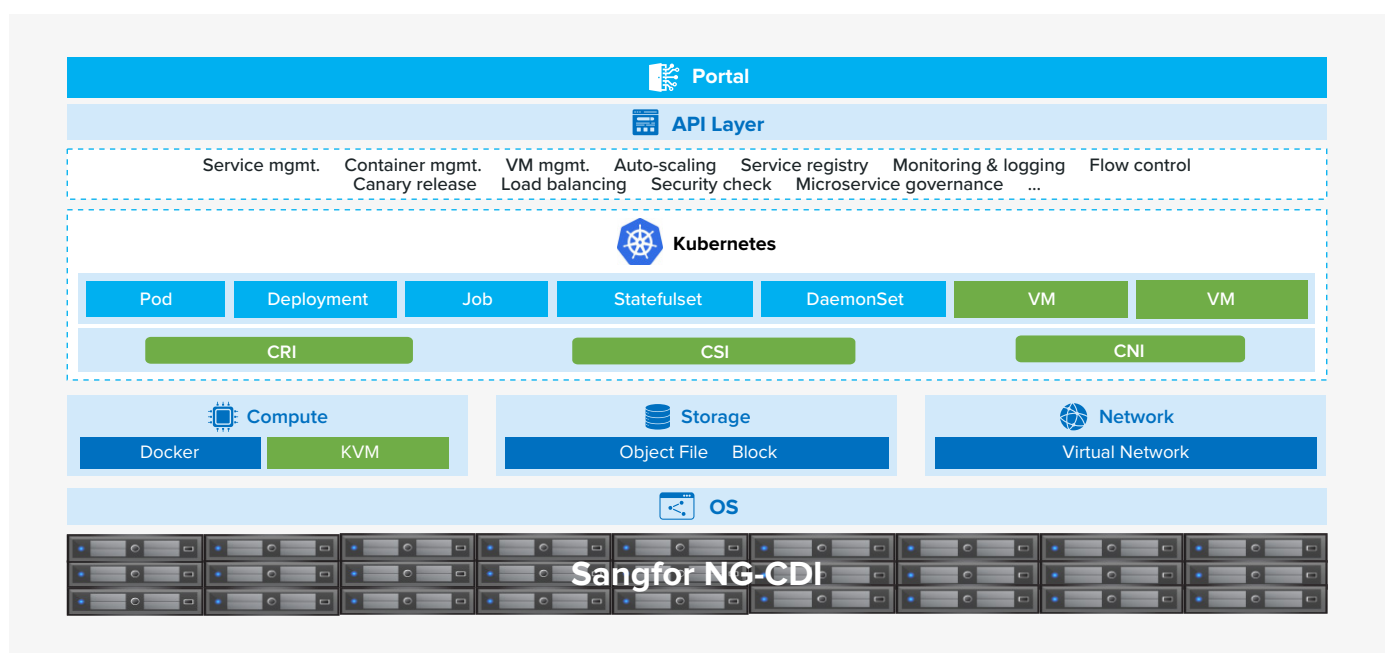 Portal
API Layer
Service mgmt. Container mgmt. VM mgmt. Auto-scaling Service registry Monitoring & logging Flow control
Canary release Load balancing Security check Microservice governance ...
Kubernetes
Pod Deployment Job Statefulset DaemonSet VM VM
CRI CSI CNI
Compute Storage Network
Docker KVM Object File Block Virtual Network
OS
Sangfor NG-CDI